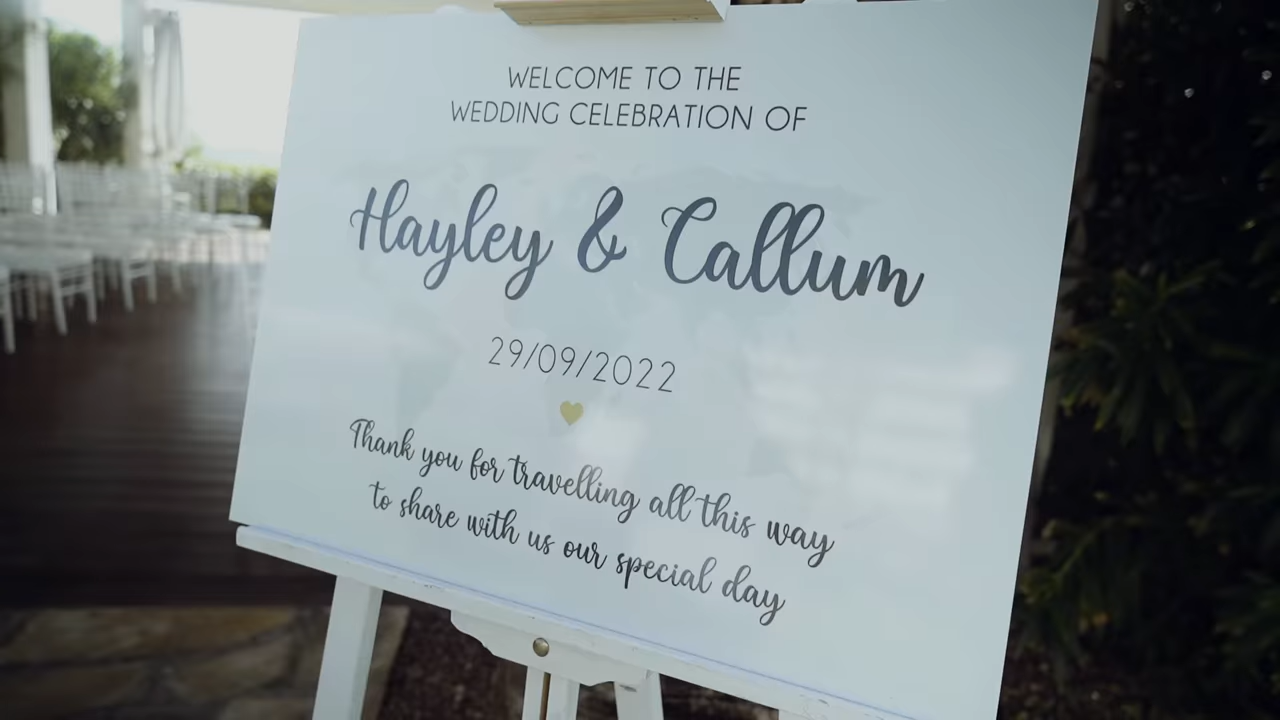 WELCOME TO THE
WEDDING CELEBRATION OF
Hayley & Callum
29/09/2022
Thank you for travelling all this way
to share with us our special day